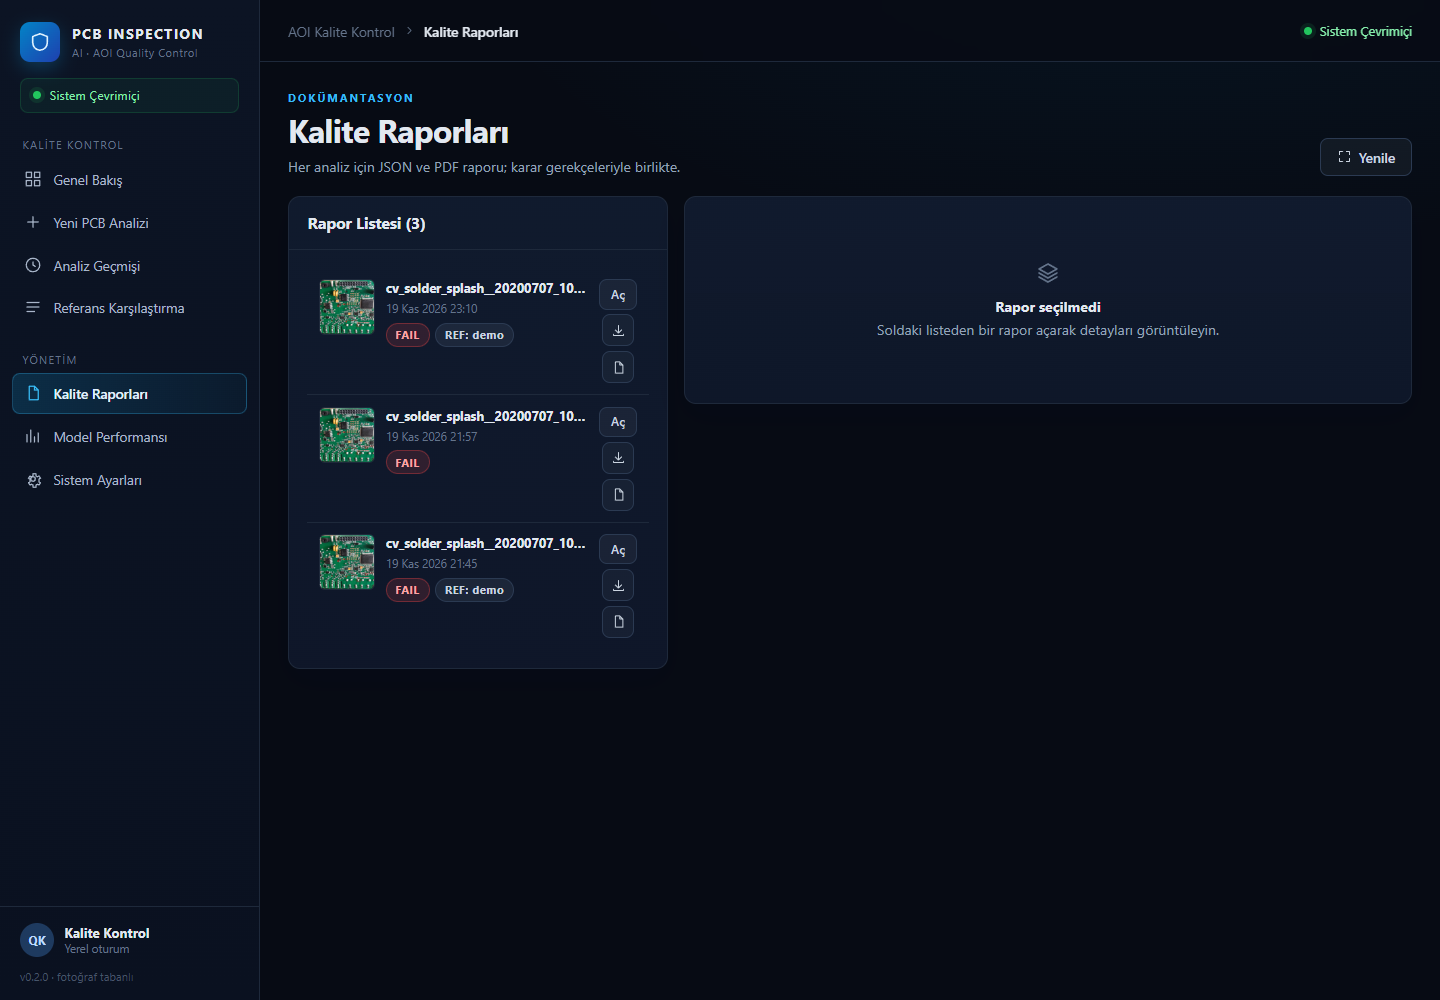 PCB INSPECTION
AI · AOI Quality Control
Sistem Çevrimiçi
KALİTE KONTROL
Genel Bakış
Yeni PCB Analizi
Analiz Geçmişi
Referans Karşılaştırma
YÖNETİM
Kalite Raporları
Model Performansı
Sistem Ayarları
QK
Kalite Kontrol
Yerel oturum
v0.2.0 · fotoğraf tabanlı
AOI Kalite Kontrol > Kalite Raporları
Sistem Çevrimiçi
DOKÜMANTASYON
Kalite Raporları
Her analiz için JSON ve PDF raporu; karar gerekçeleriyle birlikte.
Yenile
Rapor Listesi (3)
cv_solder_splash__20200707_10...
Aç
19 Kas 2026 23:10
FAIL REF: demo
cv_solder_splash__20200707_10...
Aç
19 Kas 2026 21:57
FAIL
cv_solder_splash__20200707_10...
Aç
19 Kas 2026 21:45
FAIL REF: demo
Rapor seçilmedi
Soldaki listeden bir rapor açarak detayları görüntüleyin.